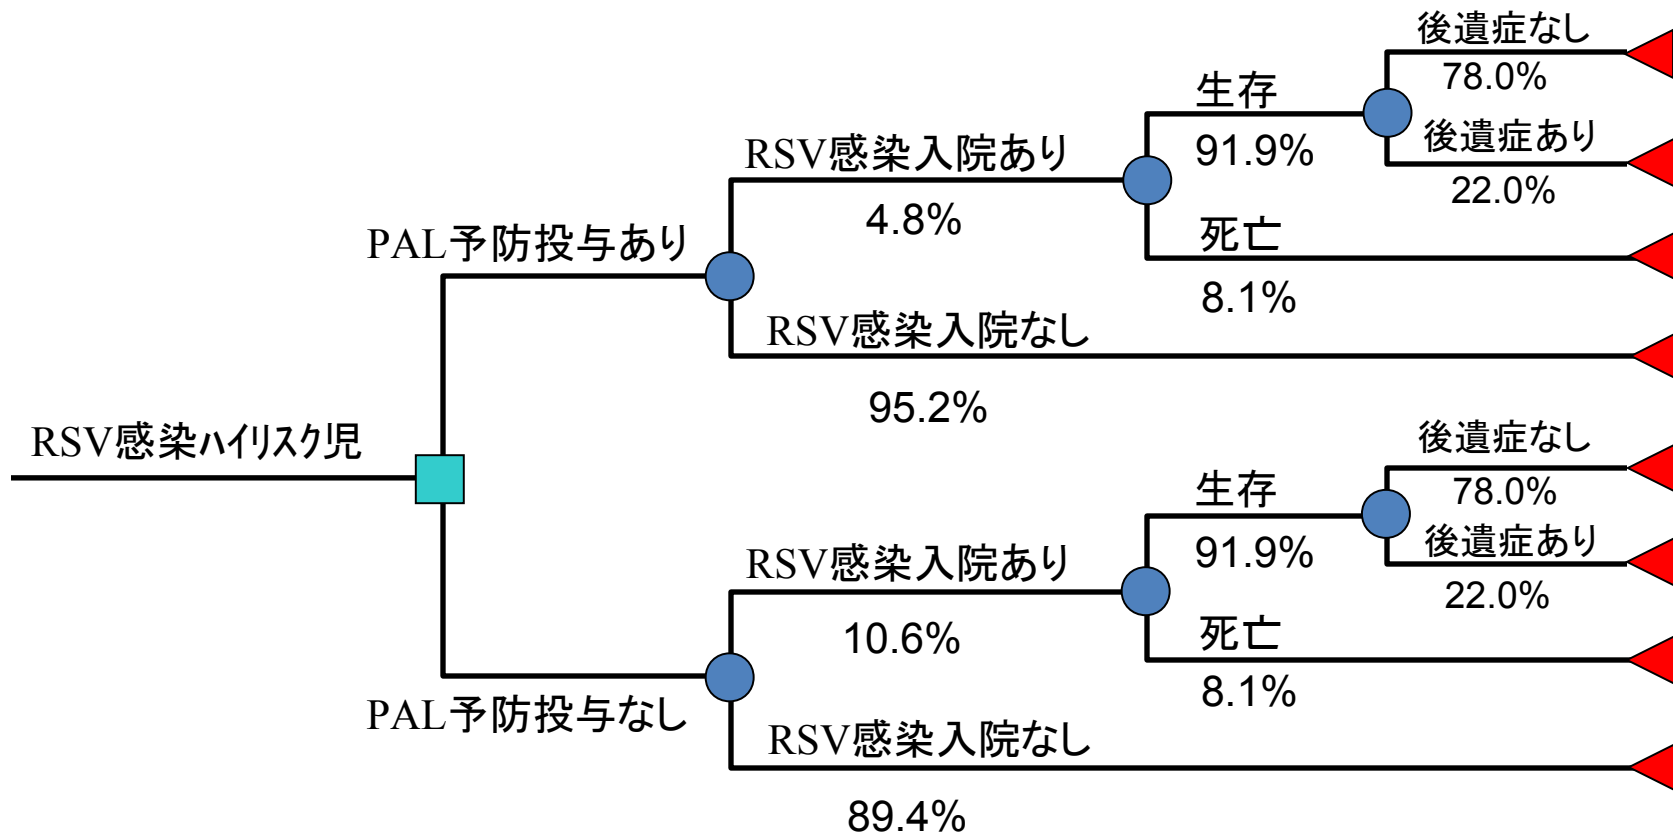 後遺症なし
78.0%
生存
91.9%
後遺症あり
22.0%
RSV感染入院あり
4.8%
死亡
8.1%
PAL予防投与あり
RSV感染入院なし
95.2%
RSV感染ハイリスク児
後遺症なし
78.0%
生存
91.9%
後遺症あり
22.0%
RSV感染入院あり
10.6%
死亡
8.1%
PAL予防投与なし
RSV感染入院なし
89.4%